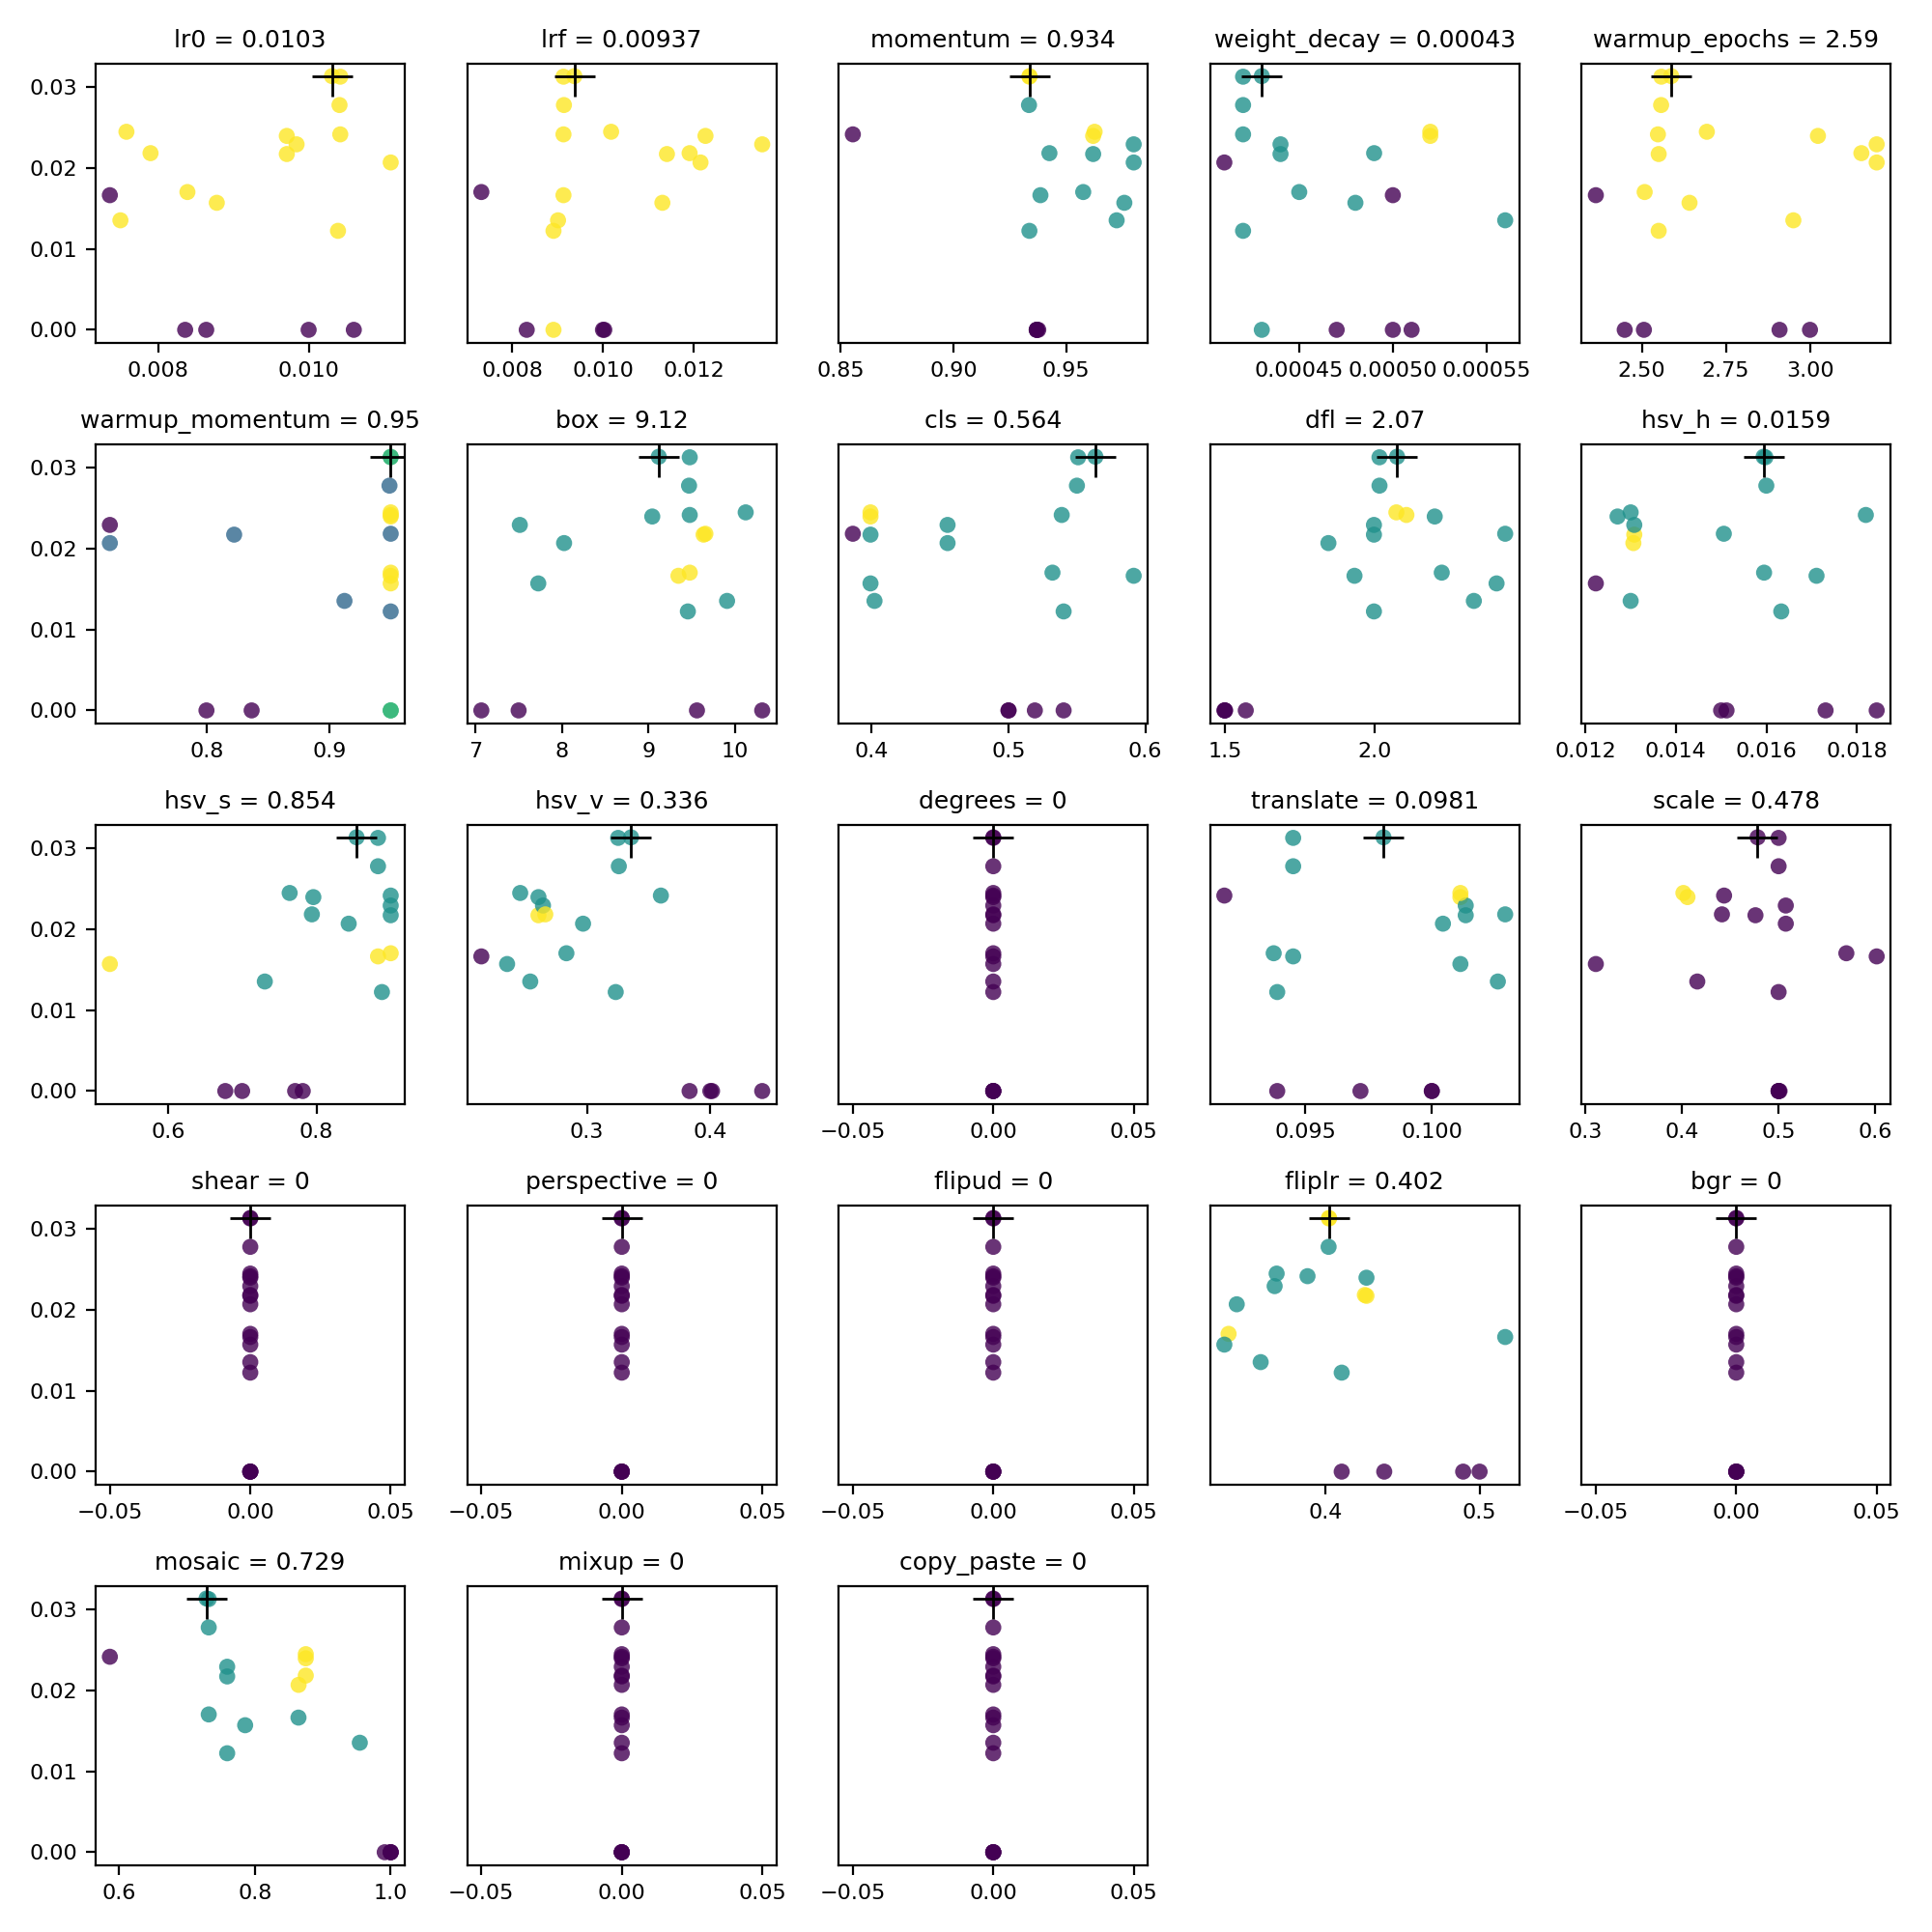 lr0 = 0.0103 lrf = 0.00937 momentum = 0.934 weight_decay = 0.00043 warmup_epochs = 2.59
0.03
0.02
0.01
0.00
0.008 0.010 0.008 0.010 0.012 0.85 0.90 0.95 0.00045 0.00050 0.00055 2.50 2.75 3.00
warmup_momentum = 0.95 box = 9.12 cls = 0.564 dfl = 2.07 hsv_h = 0.0159
0.03
0.02
0.01
0.00
0.8 0.9 7 8 9 10 0.4 0.5 0.6 1.5 2.0 0.012 0.014 0.016 0.018
hsv_s = 0.854 hsv_v = 0.336 degrees = 0 translate = 0.0981 scale = 0.478
0.03
0.02
0.01
0.00
0.6 0.8 0.3 0.4 −0.05 0.00 0.05 0.095 0.100 0.3 0.4 0.5 0.6
shear = 0 perspective = 0 flipud = 0 fliplr = 0.402 bgr = 0
0.03
0.02
0.01
0.00
−0.05 0.00 0.05 −0.05 0.00 0.05 −0.05 0.00 0.05 0.4 0.5 −0.05 0.00 0.05
mosaic = 0.729 mixup = 0 copy_paste = 0
0.03
0.02
0.01
0.00
0.6 0.8 1.0 −0.05 0.00 0.05 −0.05 0.00 0.05